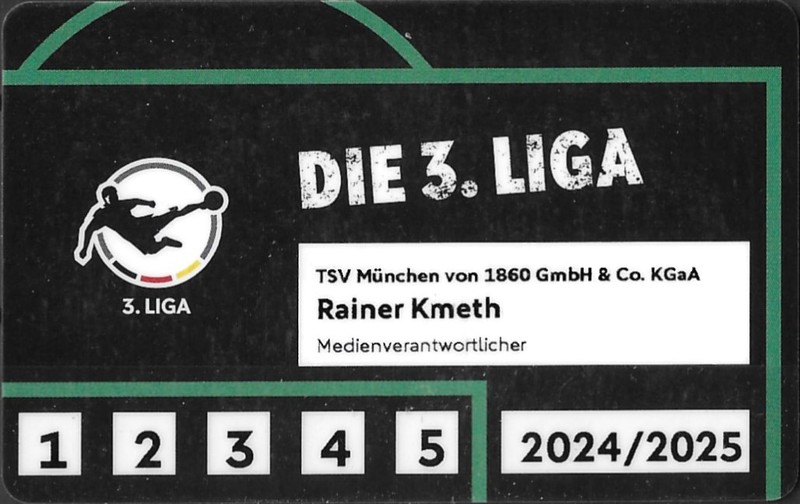 DIE 3. LIGA
3. LIGA
TSV München von 1860 GmbH & Co. KGaA
Rainer Kmeth
Medienverantwortlicher
1 2 3 4 5 2024/2025